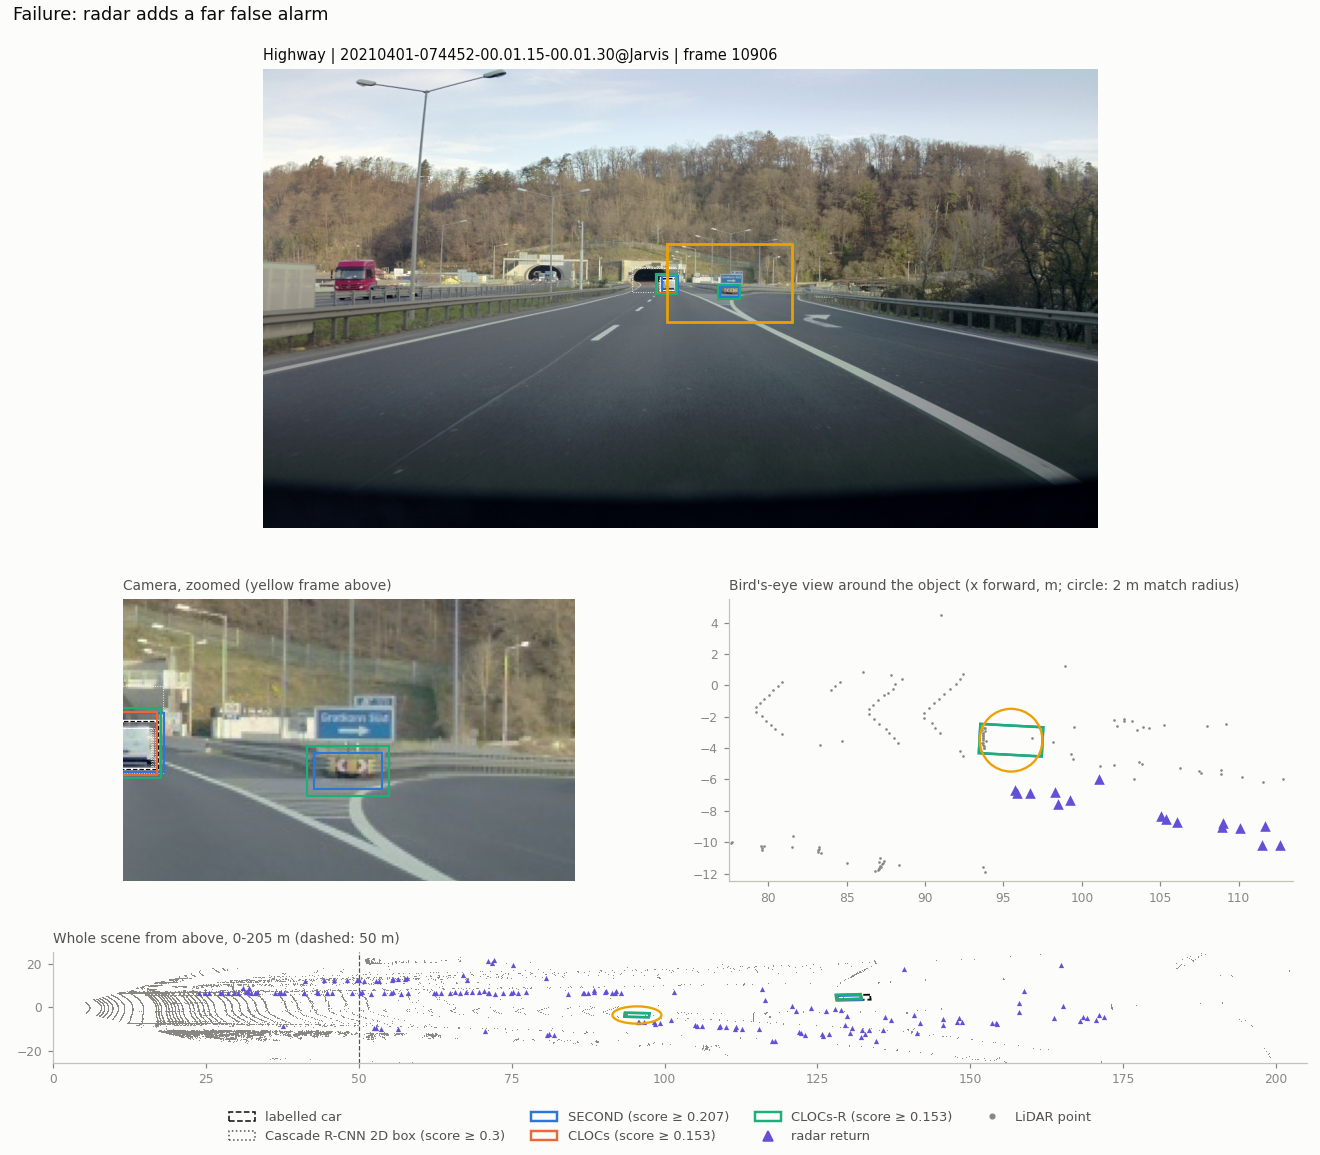 Failure: radar adds a far false alarm
Highway | 20210401-074452-00.01.15-00.01.30@Jarvis | frame 10906
Camera, zoomed (yellow frame above)
Gratkorn Süd
Bird's-eye view around the object (x forward, m; circle: 2 m match radius)
4
2
0
−2
−4
−6
−8
−10
−12
80 85 90 95 100 105 110
Whole scene from above, 0-205 m (dashed: 50 m)
20
0
−20
0 25 50 75 100 125 150 175 200
labelled car
Cascade R-CNN 2D box (score ≥ 0.3)
SECOND (score ≥ 0.207)
CLOCs (score ≥ 0.153)
CLOCs-R (score ≥ 0.153)
radar return
LiDAR point